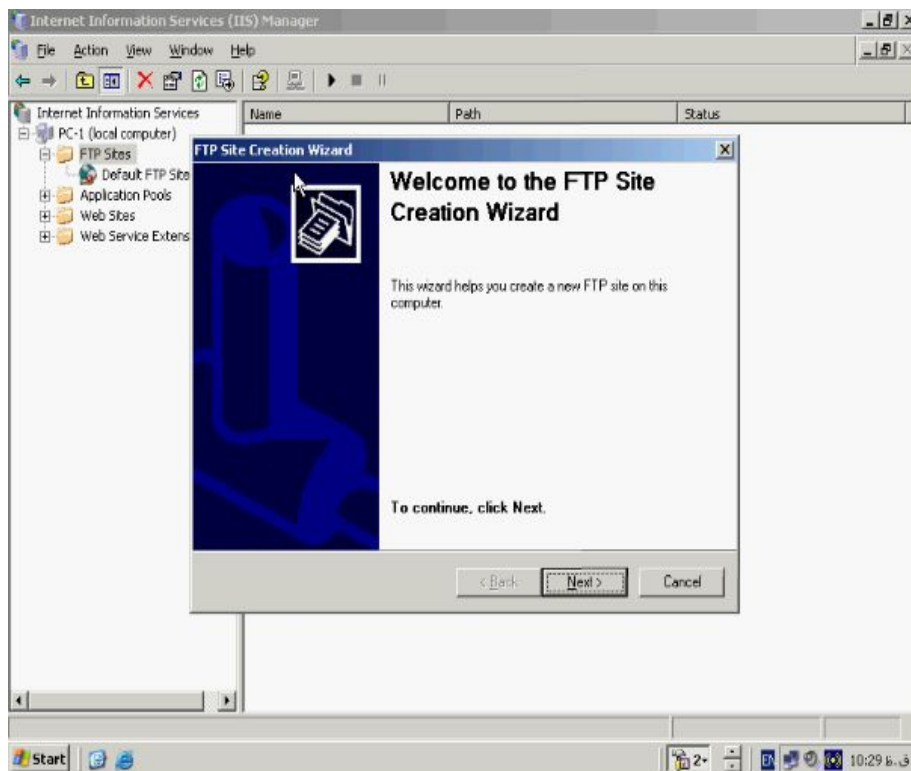 Internet Information Services (IIS) Manager
File Action View Window Help
Internet Information Services
PC-1 (local computer)
FTP Sites
Default FTP Site
Application Pools
Web Sites
Web Service Extens
Name Path Status
FTP Site Creation Wizard
Welcome to the FTP Site
Creation Wizard
This wizard helps you create a new FTP site on this
computer.
To continue, click Next.
< Back Next > Cancel
Start 2 EN 10:29 ق.ظ